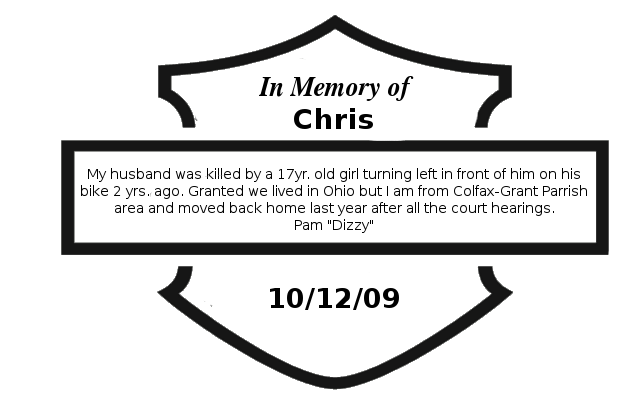 In Memory of
Chris
My husband was killed by a 17yr. old girl turning left in front of him on his
bike 2 yrs. ago. Granted we lived in Ohio but I am from Colfax-Grant Parrish
area and moved back home last year after all the court hearings.
Pam "Dizzy"
10/12/09